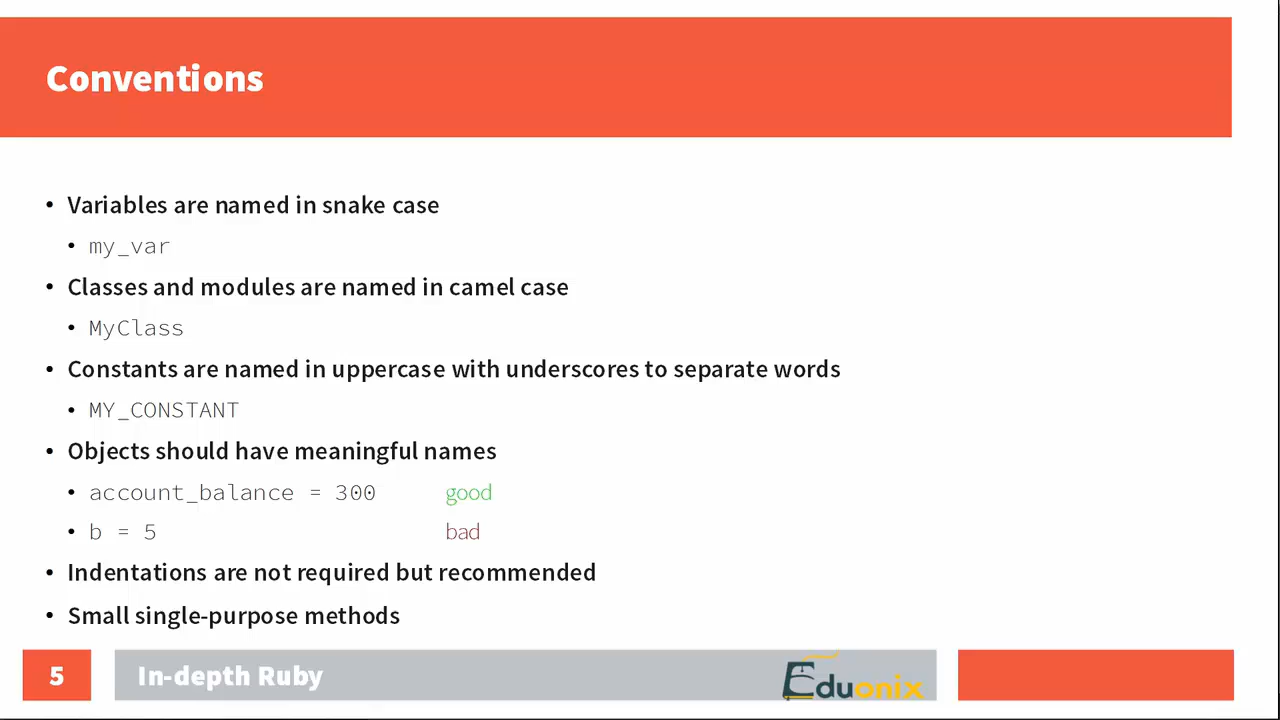 Conventions
• Variables are named in snake case
• my_var
• Classes and modules are named in camel case
• MyClass
• Constants are named in uppercase with underscores to separate words
• MY_CONSTANT
• Objects should have meaningful names
• account_balance = 300 good
• b = 5 bad
• Indentations are not required but recommended
• Small single-purpose methods
5 In-depth Ruby Eduonix